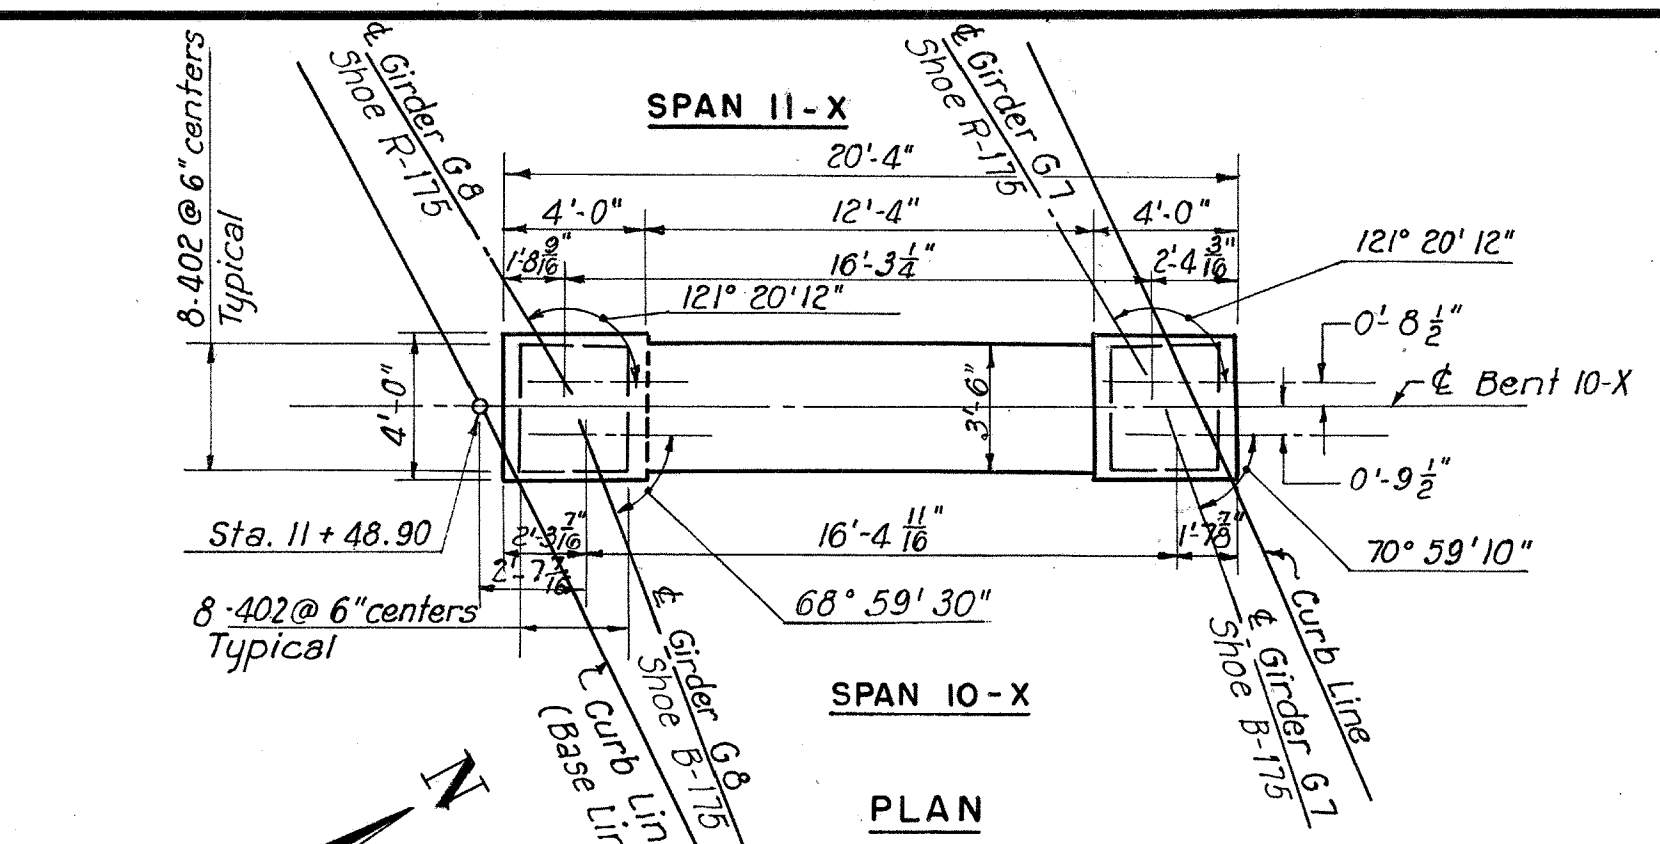 ℄ Girder G8
Shoe R-175
℄ Girder G7
Shoe R-175
8-402 @ 6" centers
Typical
SPAN 11-X
20'-4"
4'-0"
12'-4"
4'-0"
1'-8 9/16"
16'-3 1/4"
2'-4 3/16"
121° 20' 12"
121° 20' 12"
0'-8 1/2"
℄ Bent 10-X
4'-0"
3'-6"
0'-9 1/2"
Sta. 11 + 48.90
2'-3 7/16"
16'-4 11/16"
1'-7 7/8"
70° 59' 10"
2'-7 7/16"
8-402 @ 6" centers
Typical
68° 59' 30"
℄ Girder G8
Shoe B-175
Curb Lin
(Base Lin
SPAN 10-X
℄ Girder G7
Shoe B-175
Curb Line
N
PLAN